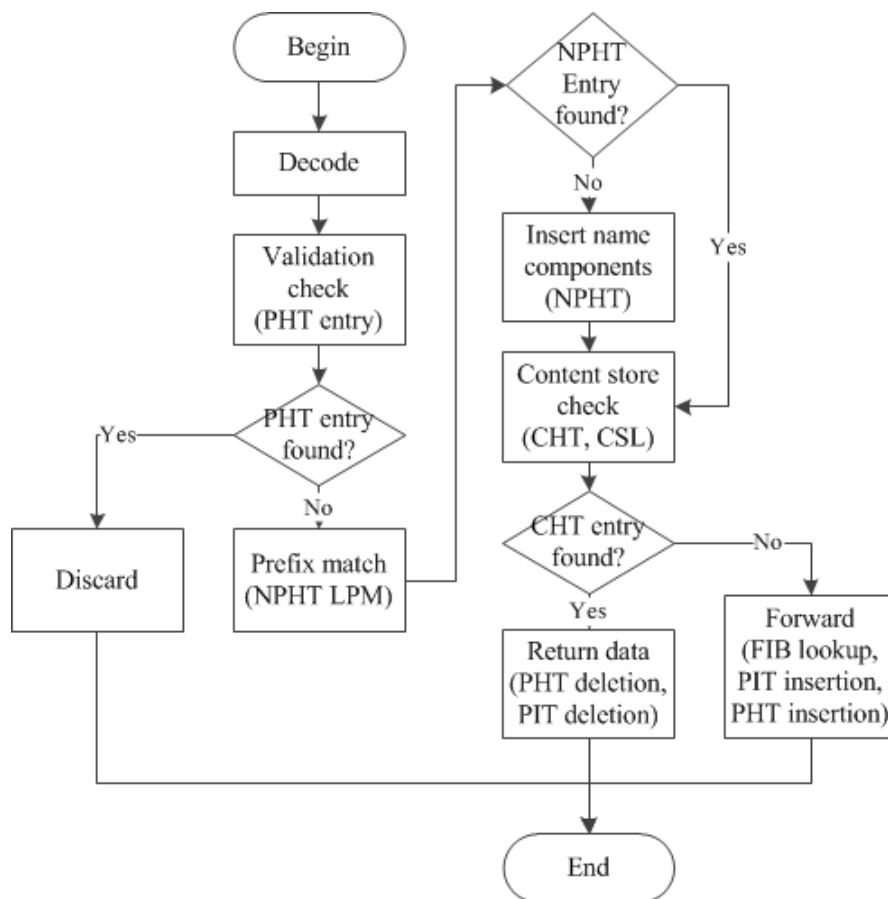 Begin
Decode
Validation
check
(PHT entry)
PHT entry
found?
Yes
No
Discard
Prefix match
(NPHT LPM)
NPHT
Entry
found?
No
Yes
Insert name
components
(NPHT)
Content store
check
(CHT, CSL)
CHT entry
found?
No
Yes
Return data
(PHT deletion,
PIT deletion)
Forward
(FIB lookup,
PIT insertion,
PHT insertion)
End